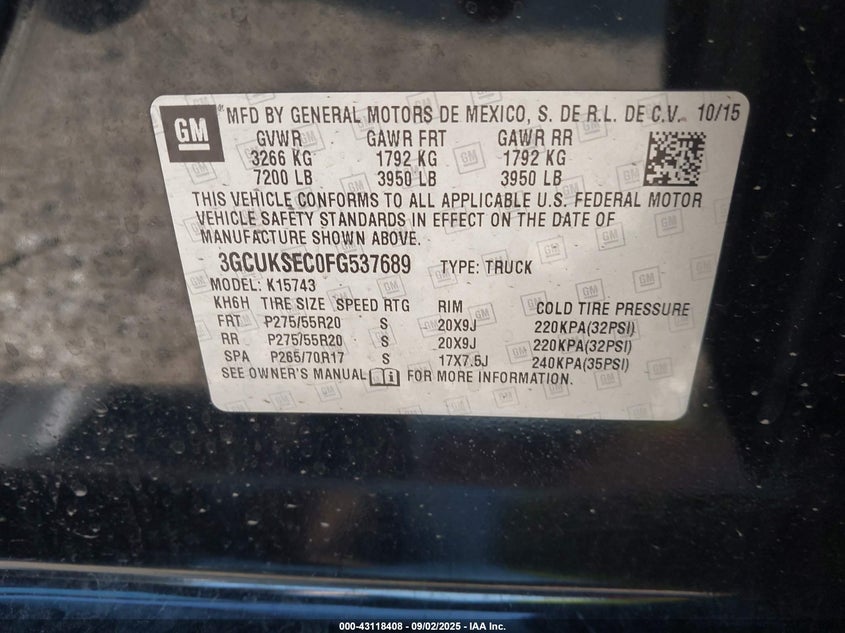 GM MFD BY GENERAL MOTORS DE MEXICO, S. DE R.L. DE C.V. 10/15
GVWR GAWR FRT GAWR RR
3266 KG 1792 KG 1792 KG
7200 LB 3950 LB 3950 LB
THIS VEHICLE CONFORMS TO ALL APPLICABLE U.S. FEDERAL MOTOR
VEHICLE SAFETY STANDARDS IN EFFECT ON THE DATE OF
MANUFACTURE SHOWN ABOVE.
3GCUKSEC0FG537689 TYPE: TRUCK
MODEL: K15743
KH6H TIRE SIZE SPEED RTG RIM COLD TIRE PRESSURE
FRT P275/55R20 S 20X9J 220KPA(32PSI)
RR P275/55R20 S 20X9J 220KPA(32PSI)
SPA P265/70R17 S 17X7.5J 240KPA(35PSI)
SEE OWNER'S MANUAL FOR MORE INFORMATION.
000-43118408 - 09/02/2025 - IAA Inc.